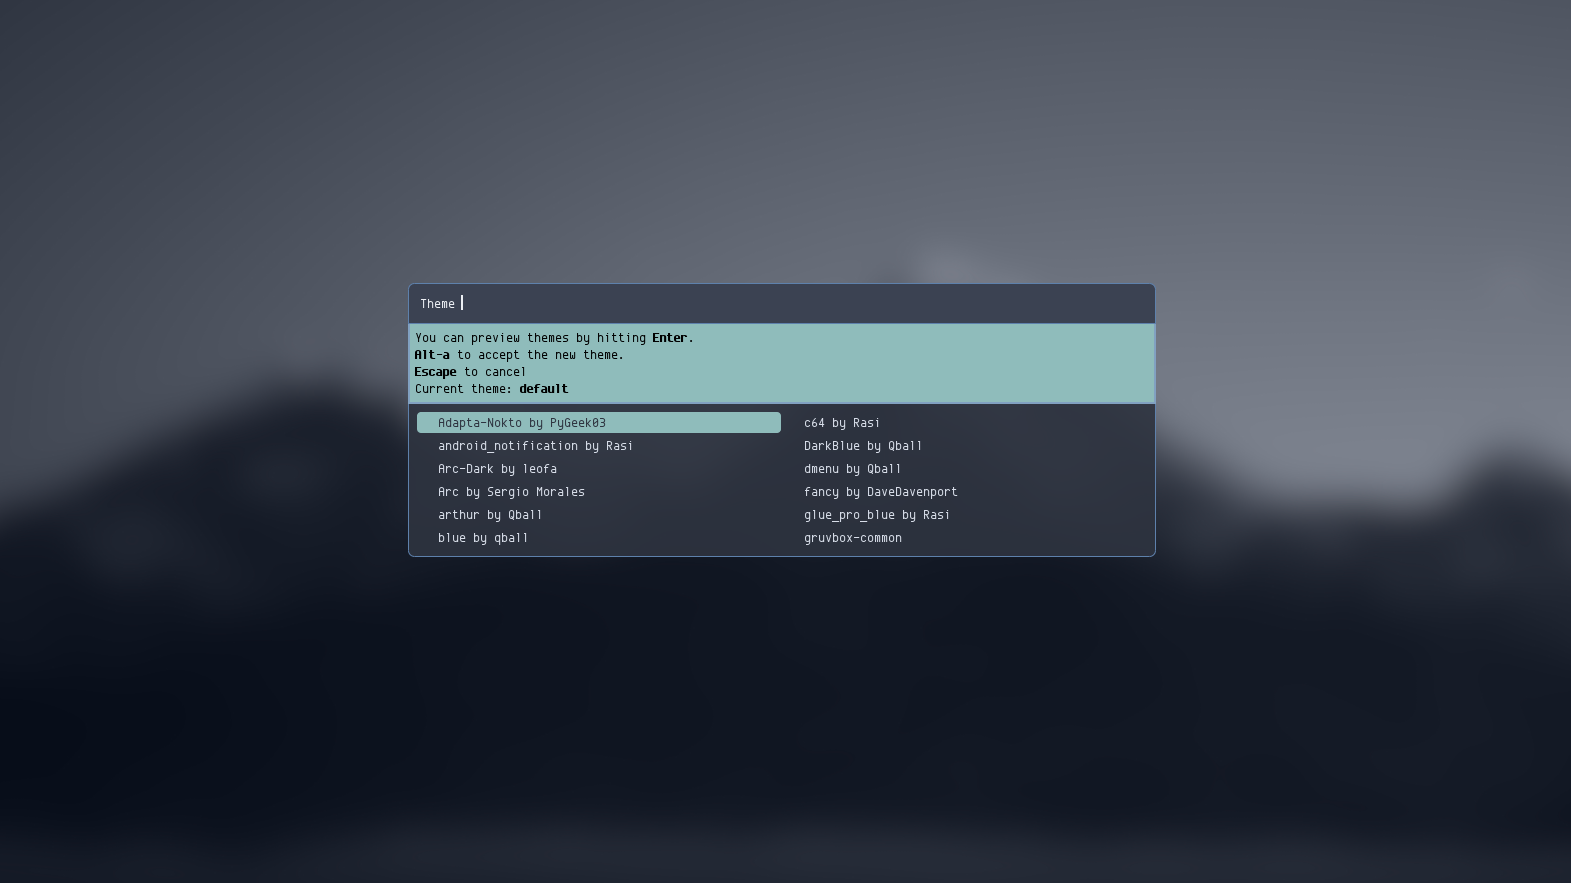 Theme
You can preview themes by hitting Enter.
Alt-a to accept the new theme.
Escape to cancel
Current theme: default
Adapta-Nokto by PyGeek03
android_notification by Rasi
Arc-Dark by leofa
Arc by Sergio Morales
arthur by Qball
blue by qball
c64 by Rasi
DarkBlue by Qball
dmenu by Qball
fancy by DaveDavenport
glue_pro_blue by Rasi
gruvbox-common